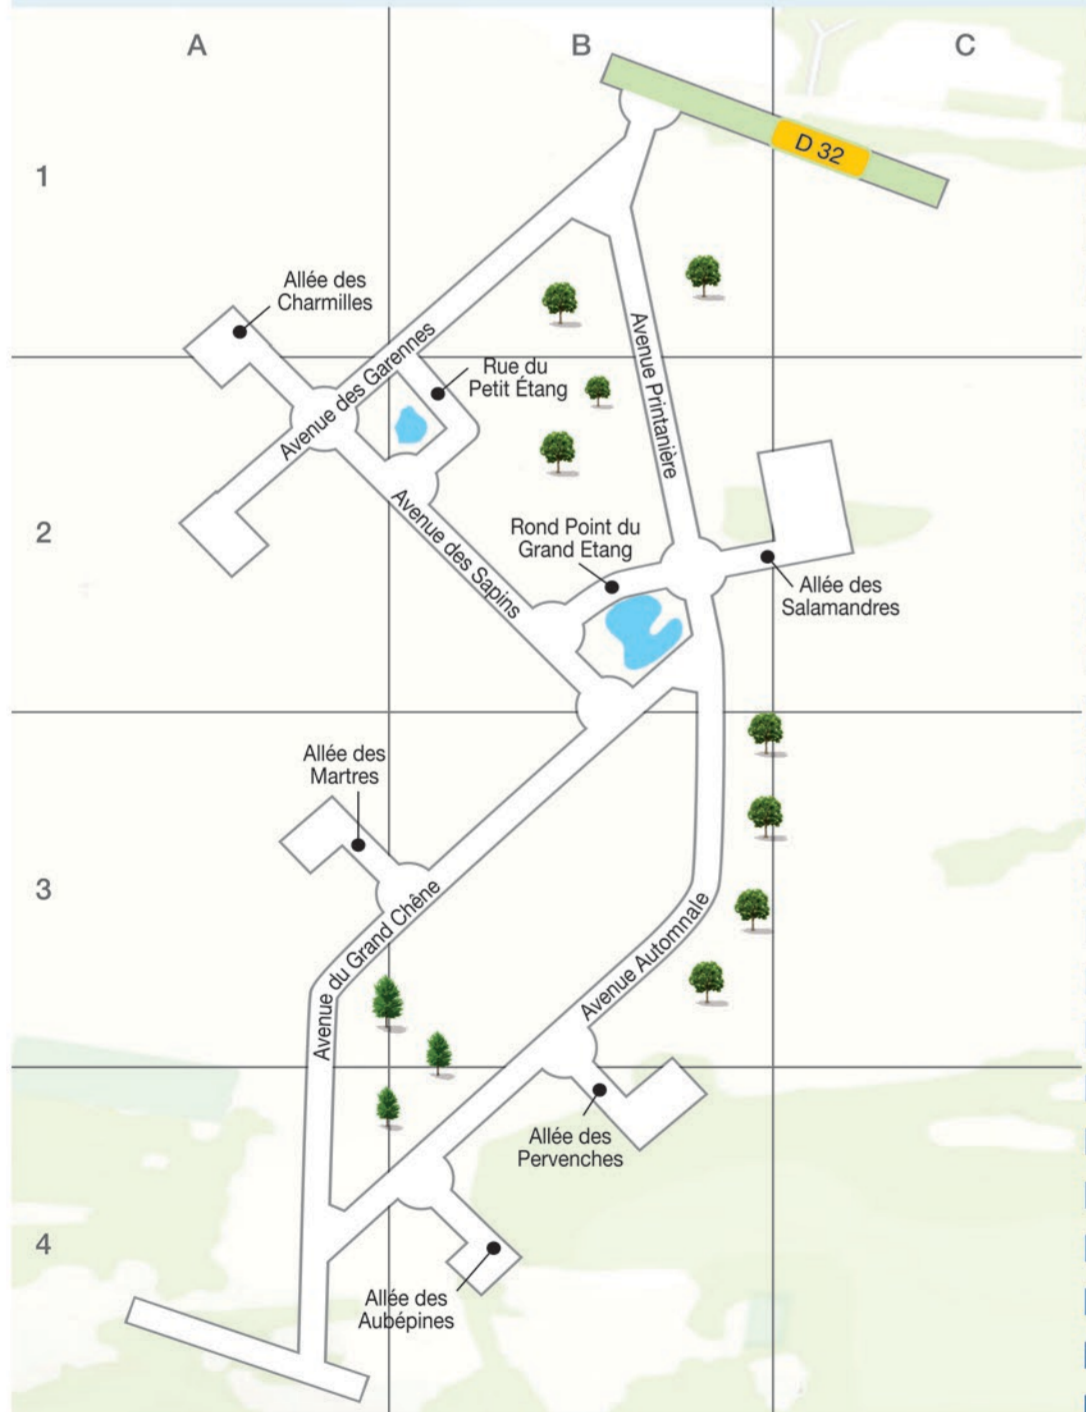 A
B
C
D 32
1
Allée des
Charmilles
Avenue des Garennes
Rue du
Petit Étang
Avenue Printanière
2
Avenue des Sapins
Rond Point du
Grand Etang
Allée des
Salamandres
Allée des
Martres
3
Avenue du Grand Chêne
Avenue Automnale
Allée des
Pervenches
4
Allée des
Aubépines